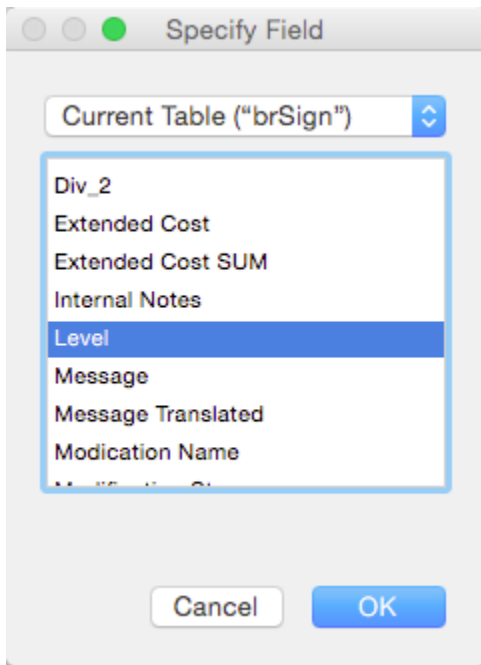 Specify Field
Current Table (“brSign”)
Div_2
Extended Cost
Extended Cost SUM
Internal Notes
Level
Message
Message Translated
Modication Name
Cancel
OK